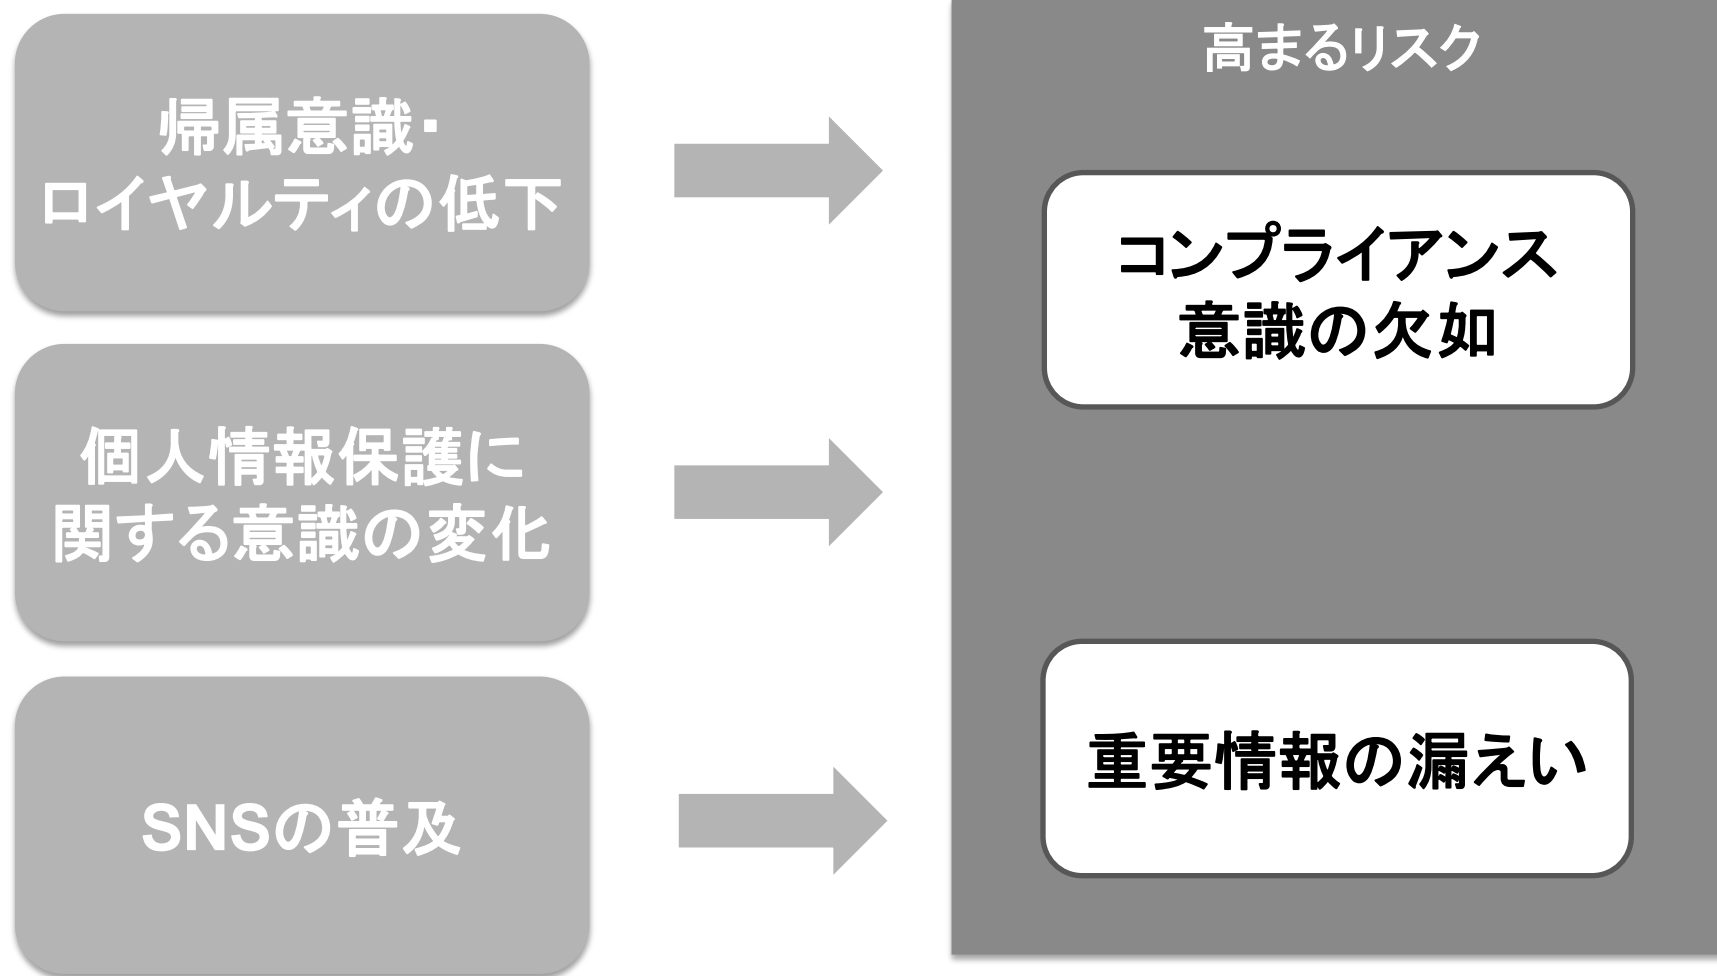 帰属意識・
ロイヤルティの低下
個人情報保護に
関する意識の変化
SNSの普及
高まるリスク
コンプライアンス
意識の欠如
重要情報の漏えい